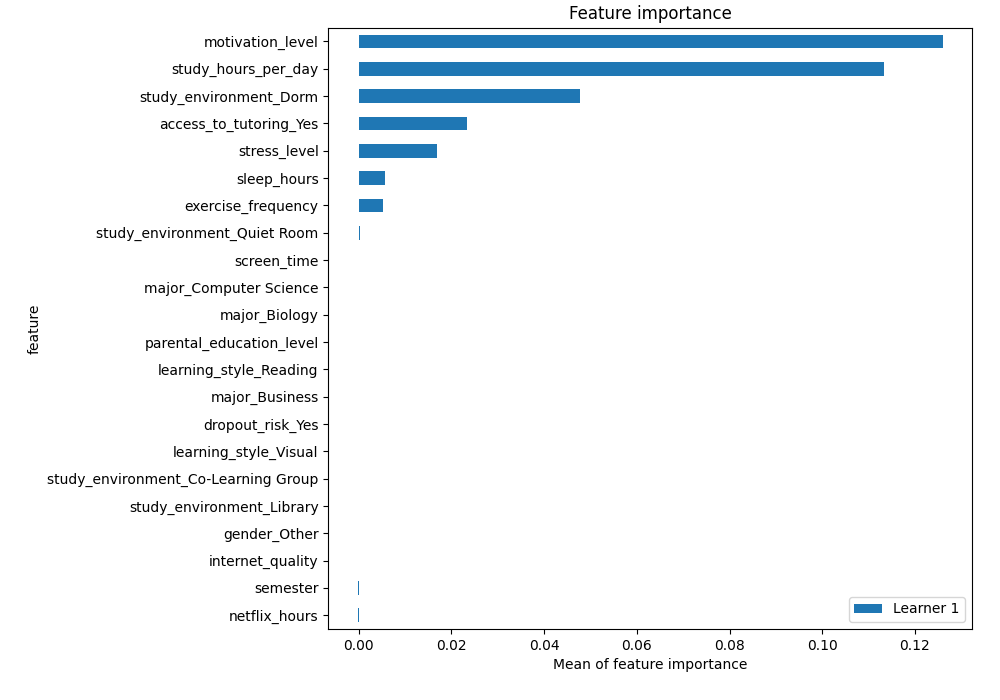 Feature importance
motivation_level
study_hours_per_day
study_environment_Dorm
access_to_tutoring_Yes
stress_level
sleep_hours
exercise_frequency
study_environment_Quiet Room
screen_time
major_Computer Science
major_Biology
parental_education_level
learning_style_Reading
major_Business
dropout_risk_Yes
learning_style_Visual
study_environment_Co-Learning Group
study_environment_Library
gender_Other
internet_quality
semester
netflix_hours
feature
Learner 1
0.00 0.02 0.04 0.06 0.08 0.10 0.12
Mean of feature importance